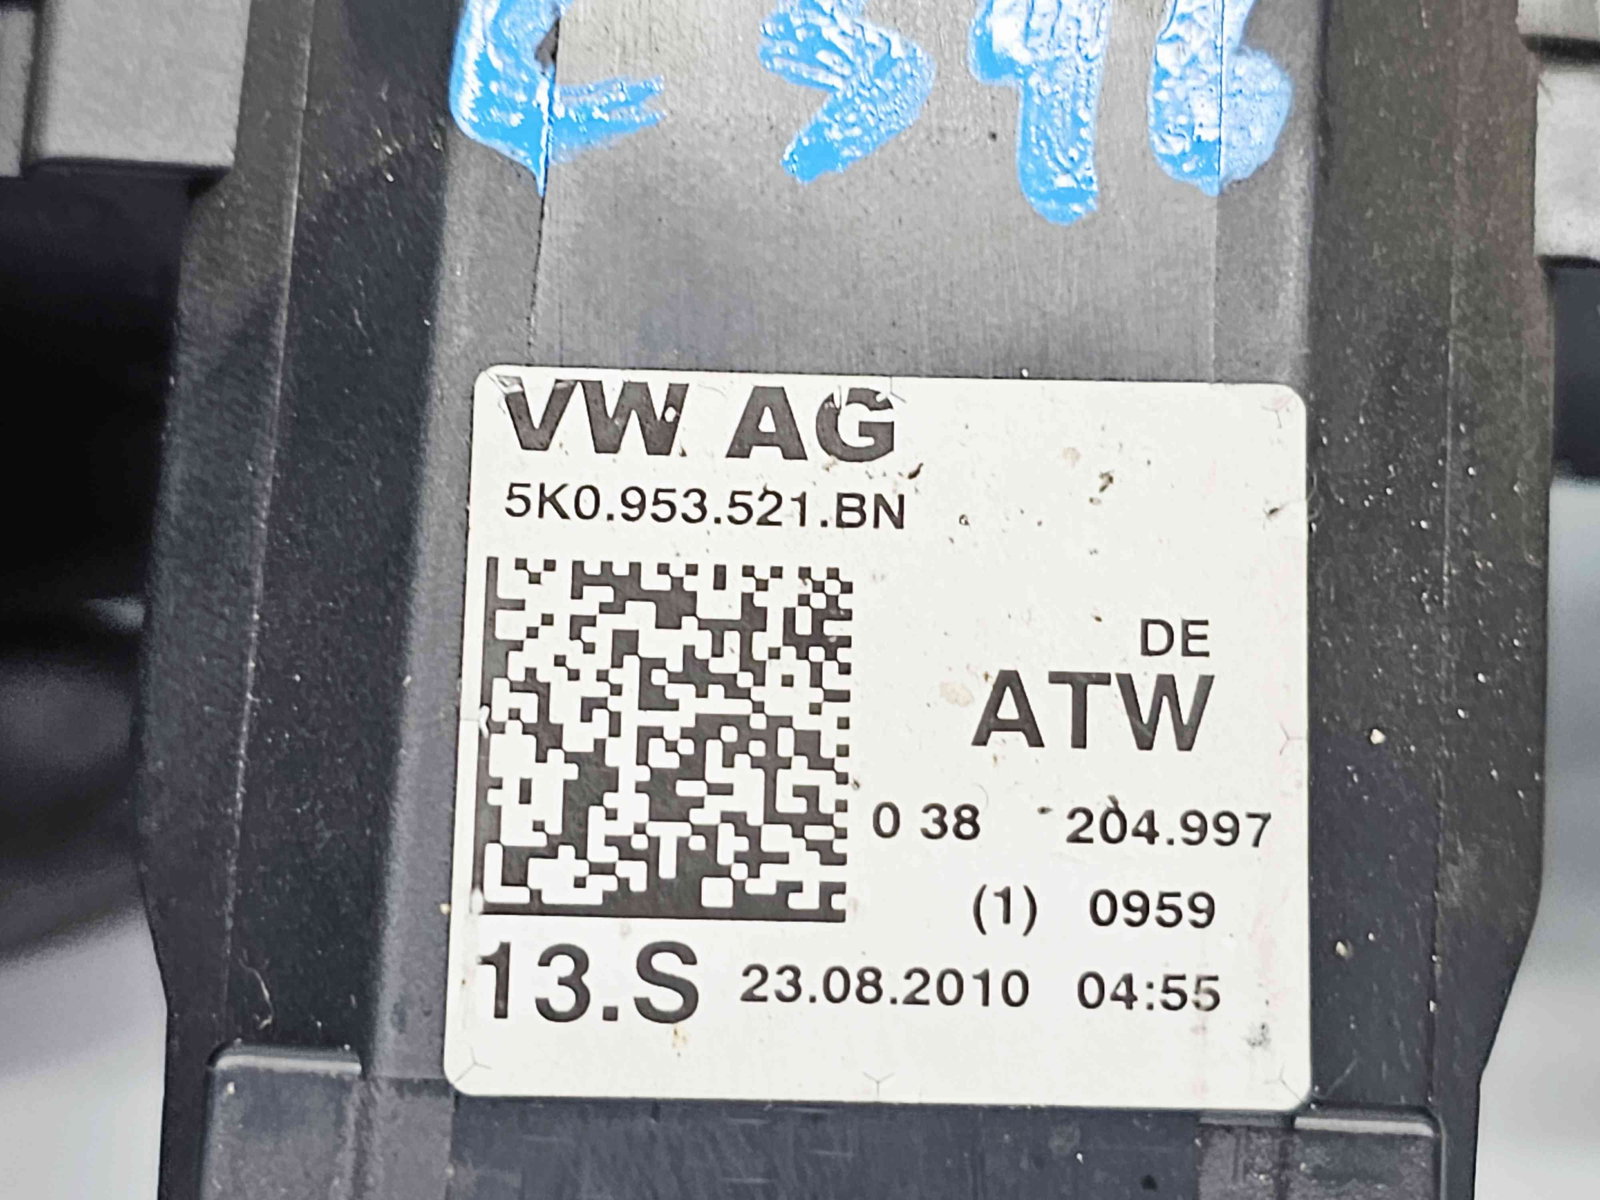 C346
VW AG
5K0.953.521.BN
DE
ATW
0 38 204.997
(1) 0959
13.S 23.08.2010 04:55